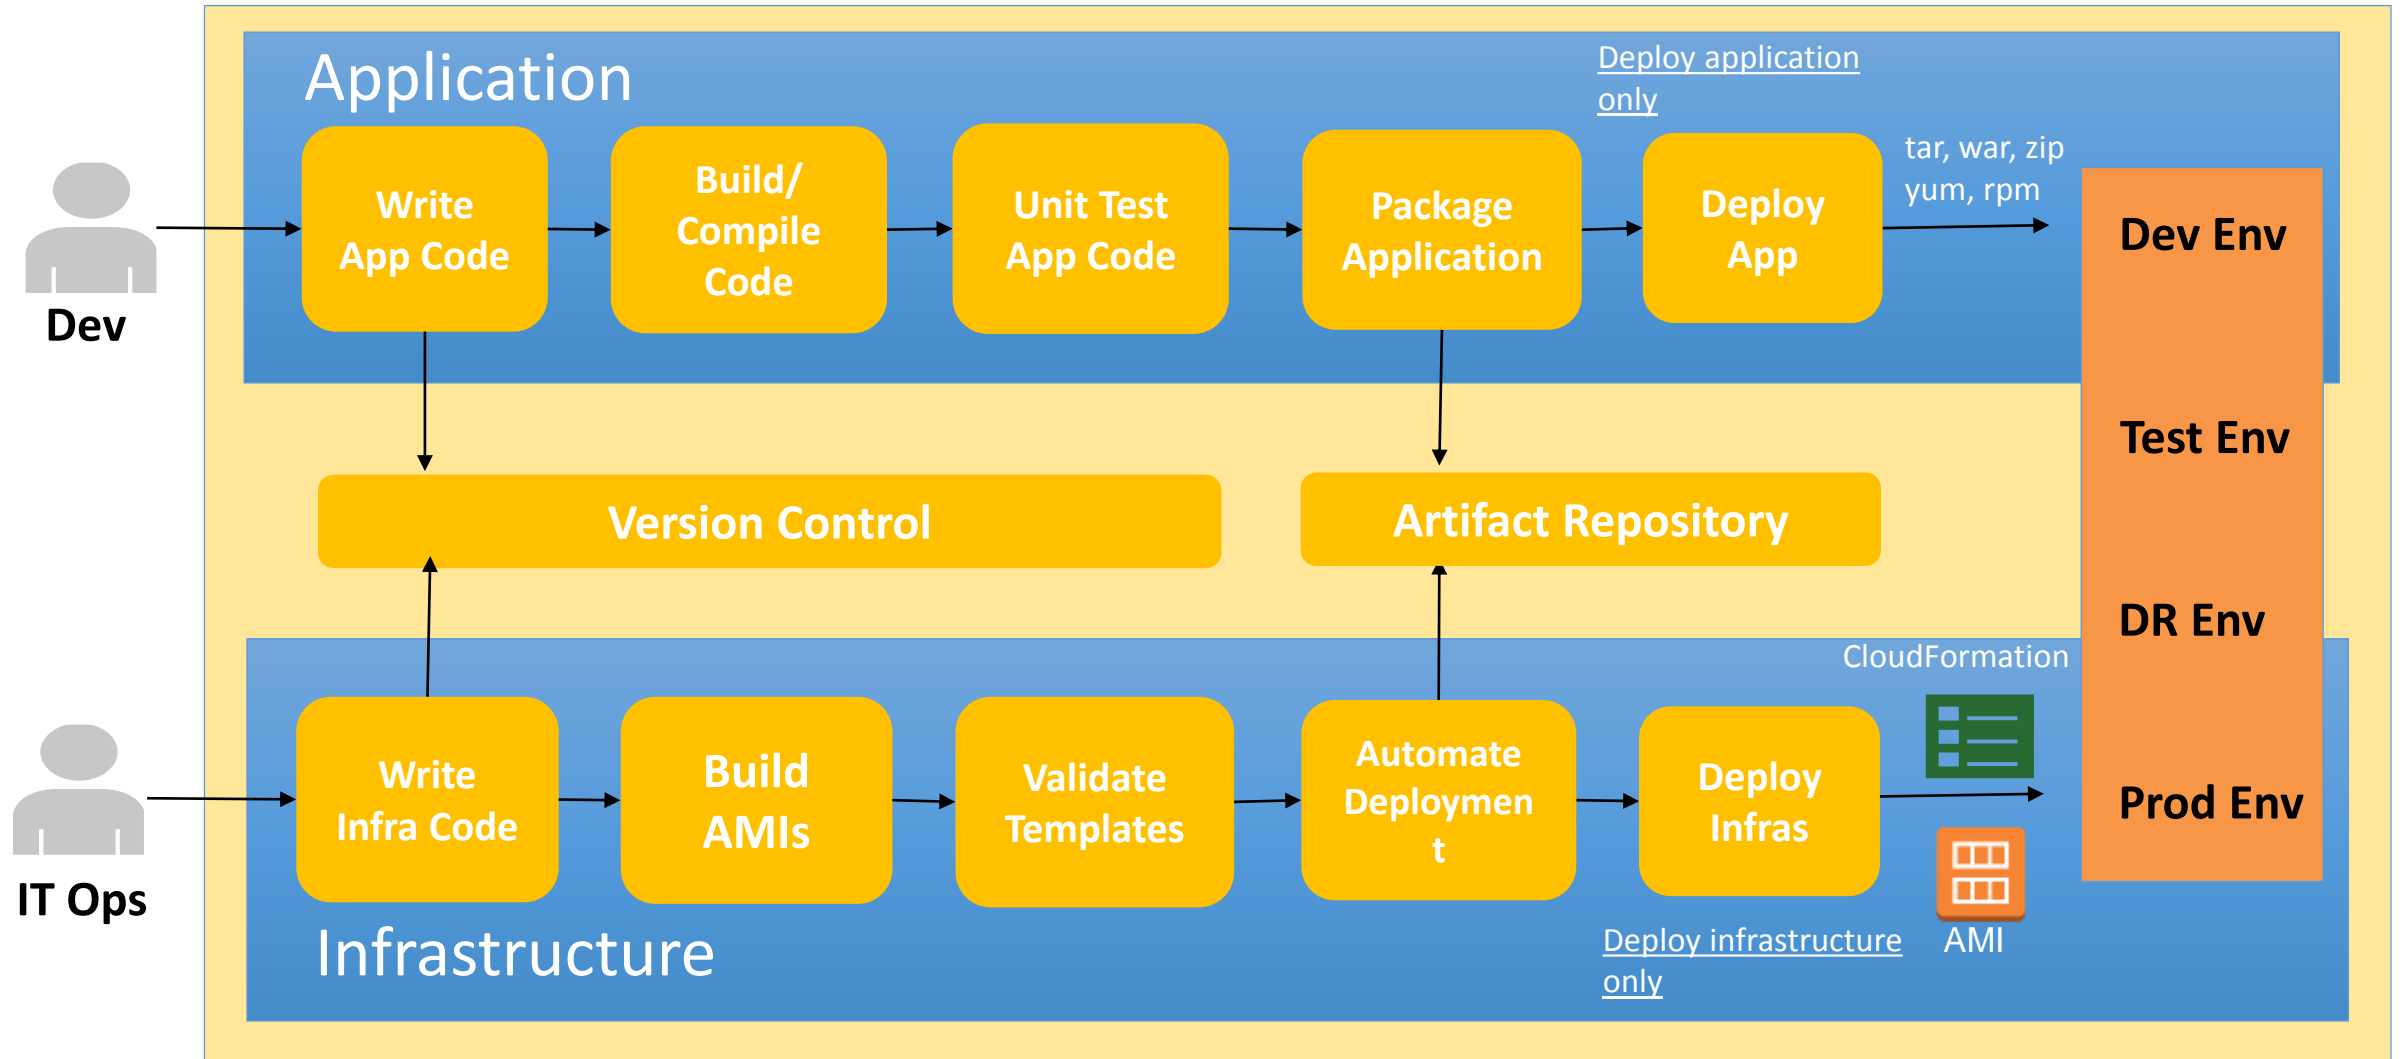 Application
Deploy application
only
Write
App Code
Build/
Compile
Code
Unit Test
App Code
Package
Application
Deploy
App
tar, war, zip
yum, rpm
Dev
Dev Env
Test Env
DR Env
Prod Env
Version Control
Artifact Repository
CloudFormation
Write
Infra Code
Build
AMIs
Validate
Templates
Automate
Deploymen
t
Deploy
Infras
IT Ops
Infrastructure
Deploy infrastructure
only
AMI